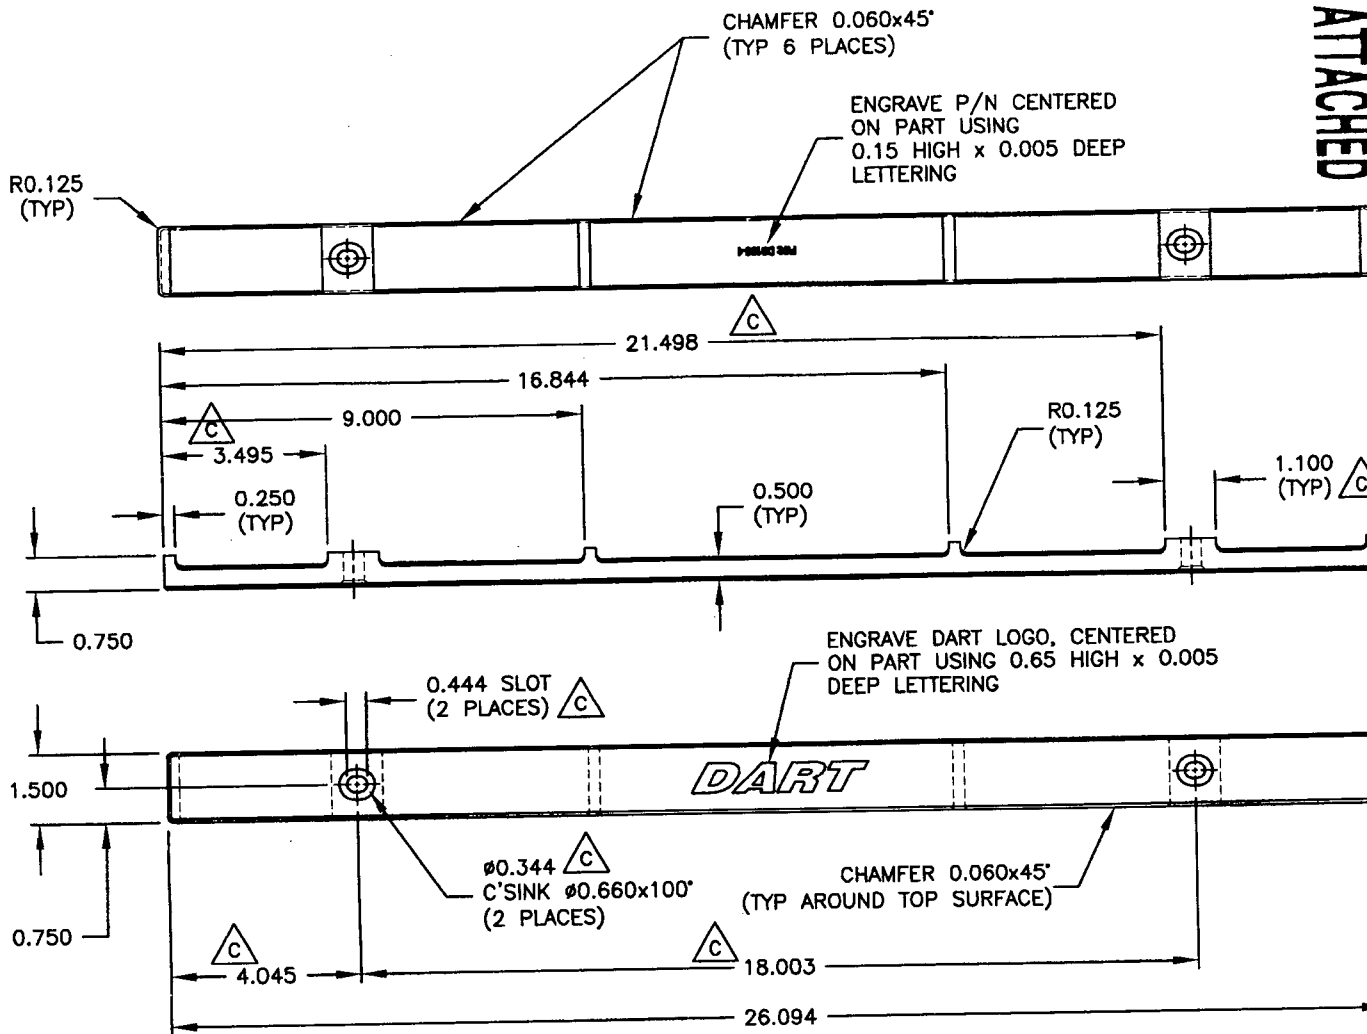 CHAMFER 0.060x45°
(TYP 6 PLACES)
ATTACHED
ENGRAVE P/N CENTERED
ON PART USING
0.15 HIGH x 0.005 DEEP
LETTERING
R0.125
(TYP)
C
21.498
16.844
C
9.000
R0.125
(TYP)
3.495
1.100
(TYP) C
0.250
(TYP)
0.500
(TYP)
0.750
ENGRAVE DART LOGO, CENTERED
ON PART USING 0.65 HIGH x 0.005
DEEP LETTERING
0.444 SLOT
(2 PLACES) C
DART
1.500
ø0.344 C
C'SINK ø0.660x100°
(2 PLACES)
CHAMFER 0.060x45°
(TYP AROUND TOP SURFACE)
0.750
C
4.045
C
18.003
26.094